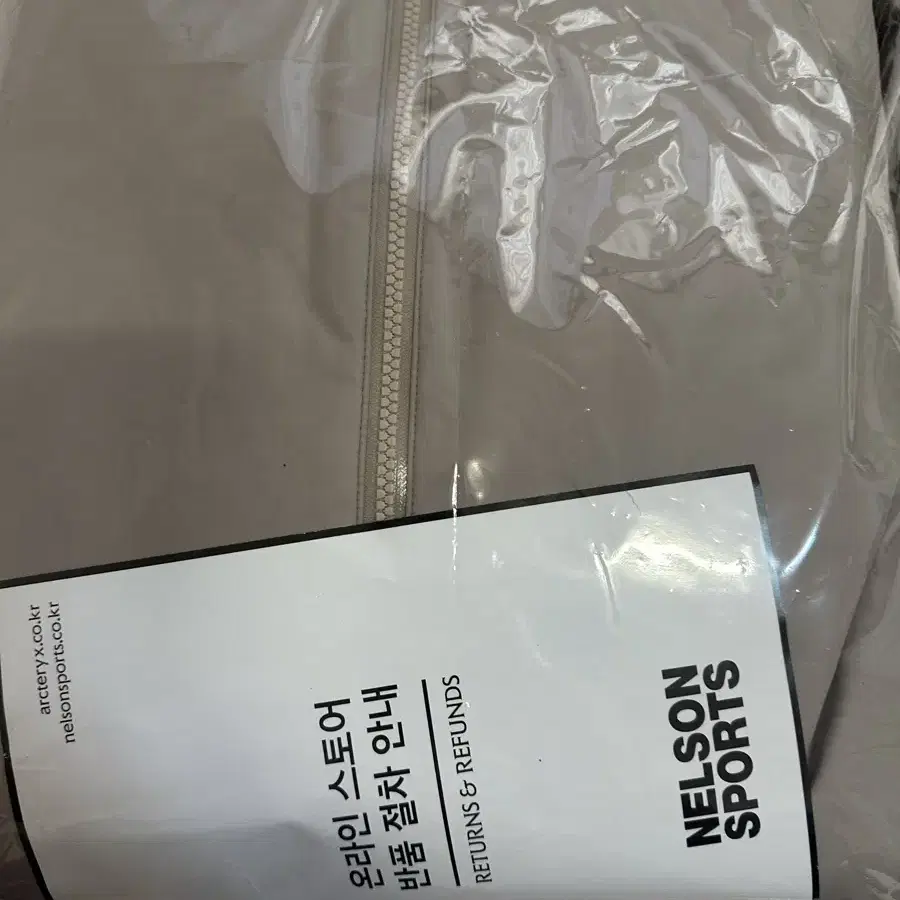 NELSON
SPORTS
온라인 스토어
반품 절차 안내
RETURNS & REFUNDS
arcteryx.co.kr
nelsonsports.co.kr